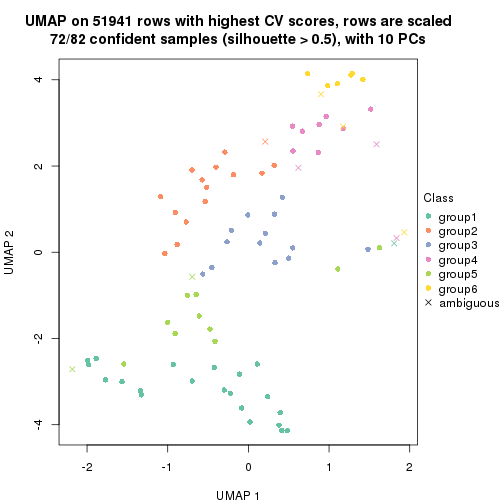 UMAP on 51941 rows with highest CV scores, rows are scaled
72/82 confident samples (silhouette > 0.5), with 10 PCs
4
2
0
-2
-4
UMAP 2
-2
-1
0
1
2
UMAP 1
Class
group1
group2
group3
group4
group5
group6
ambiguous